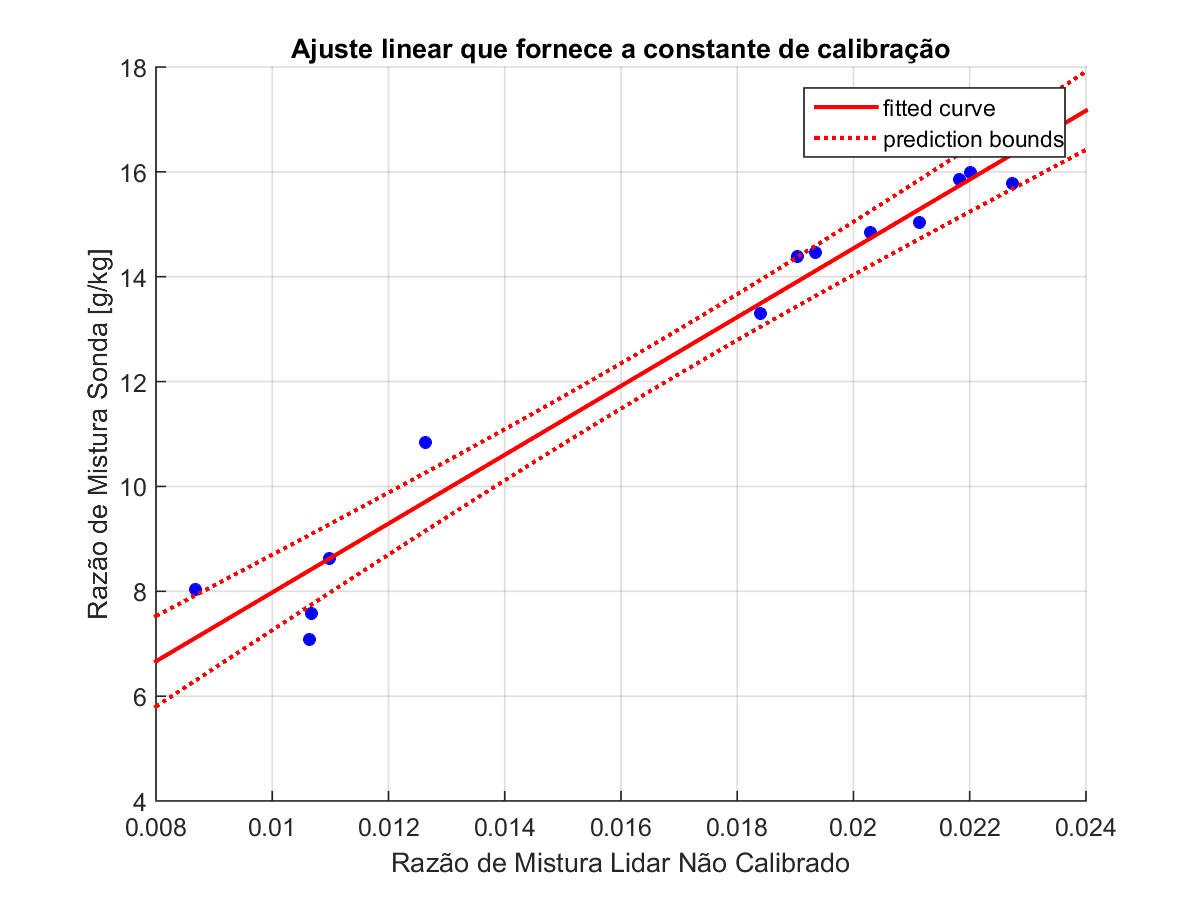 Ajuste linear que fornece a constante de calibração
fitted curve
prediction bounds
18
16
14
12
10
8
6
4
Razão de Mistura Sonda [g/kg]
0.008 0.01 0.012 0.014 0.016 0.018 0.02 0.022 0.024
Razão de Mistura Lidar Não Calibrado